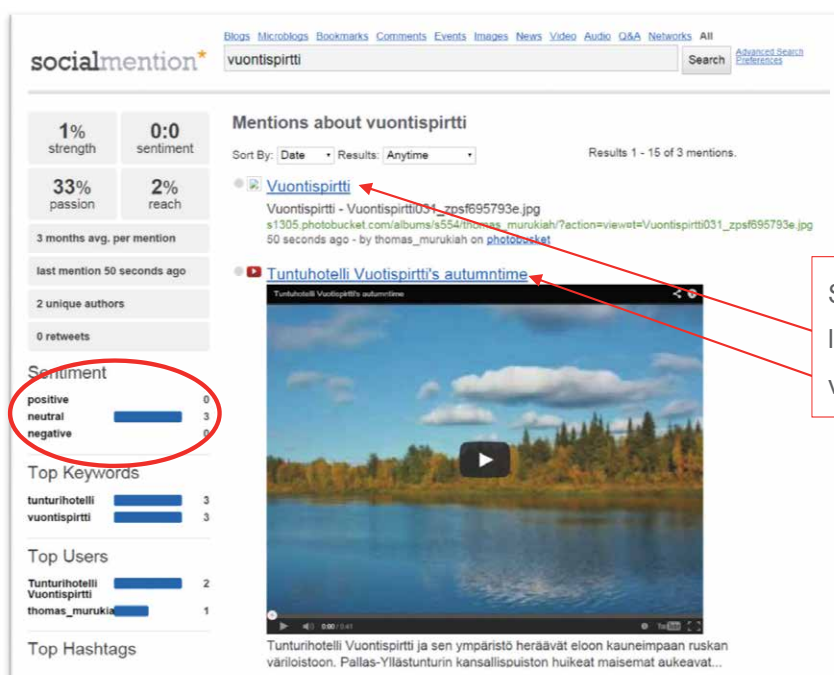 Blogs Microblogs Bookmarks Comments Events Images News Video Audio Q&A Networks All
socialmention*
vuontispirtti
Search
Advanced Search
Preferences
1%
strength
0:0
sentiment
33%
passion
2%
reach
3 months avg. per mention
last mention 50 seconds ago
2 unique authors
0 retweets
Sentiment
positive 0
neutral 3
negative 0
Top Keywords
tunturihotelli 3
vuontispirtti 3
Top Users
Tunturihotelli
Vuontispirtti 2
thomas_murukia 1
Top Hashtags
Mentions about vuontispirtti
Sort By: Date Results: Anytime
Results 1 - 15 of 3 mentions.
Vuontispirtti
Vuontispirtti - Vuontispirtti031_zpsf695793e.jpg
s1305.photobucket.com/albums/s554/thomas_murukiah/?action=view¤t=Vuontispirtti031_zpsf695793e.jpg
50 seconds ago - by thomas_murukiah on photobucket
Tuntuhotelli Vuotispirtti's autumntime
Tuntuhotelli Vuotispirtti's autumntime
0:00 / 0:41
YouTube
Tunturihotelli Vuontispirtti ja sen ympäristö heräävät eloon kauneimpaan ruskan
väriloistoon. Pallas-Yllästunturin kansallispuiston huikeat maisemat aukeavat...